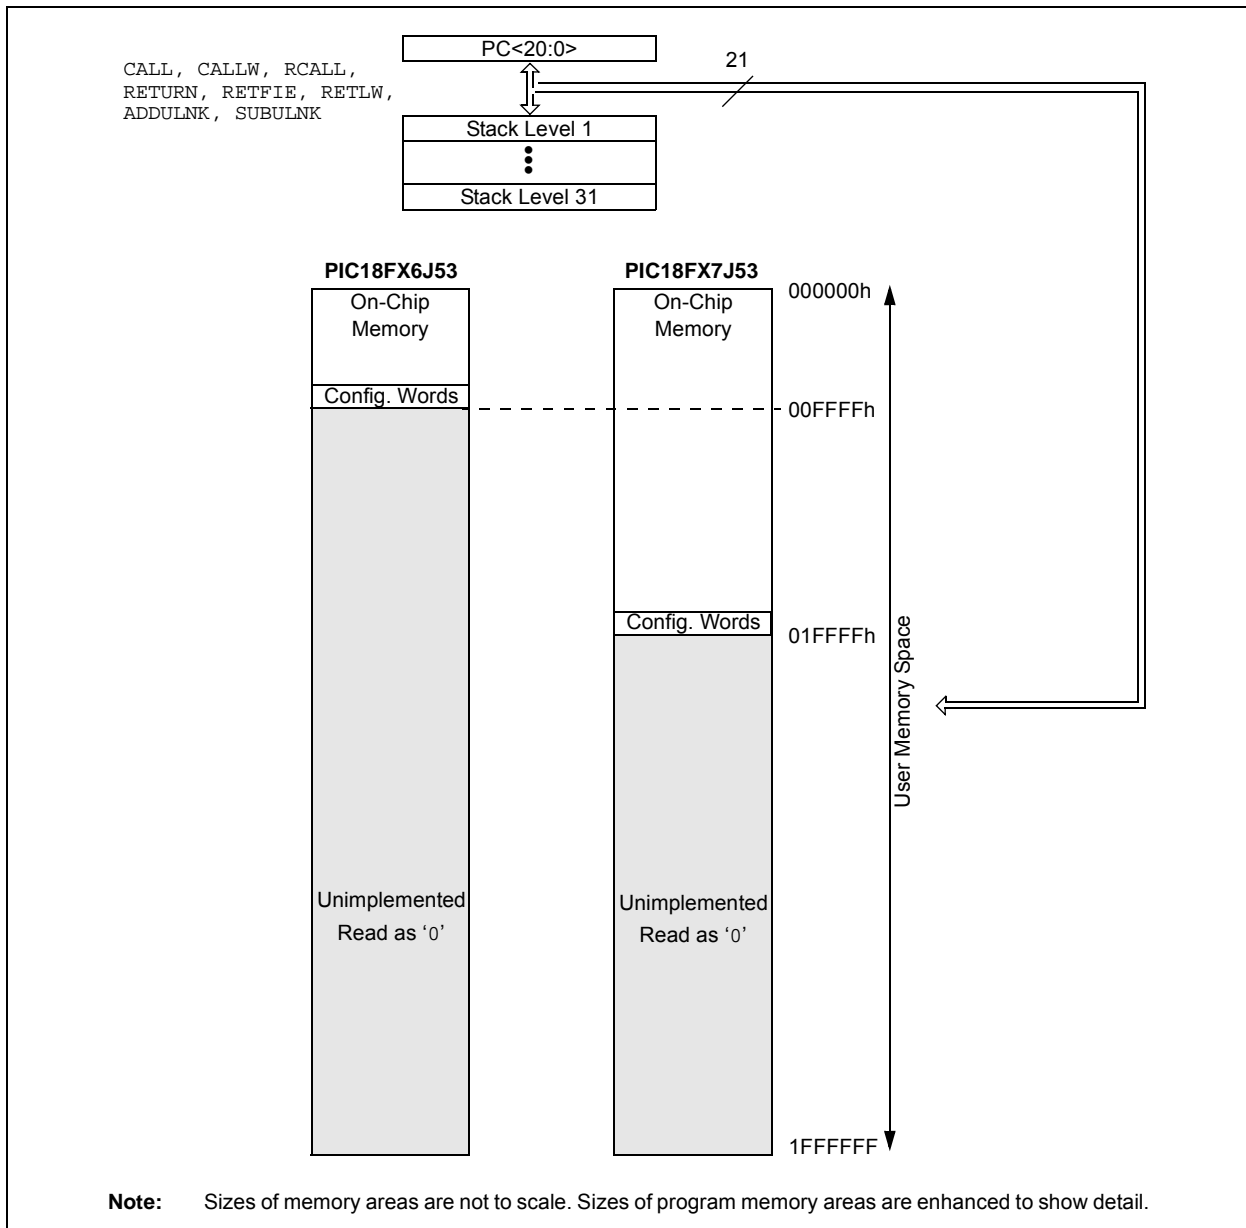 PC<20:0>
21
CALL, CALLW, RCALL,
RETURN, RETFIE, RETLW,
ADDULNK, SUBULNK
Stack Level 1
Stack Level 31
PIC18FX6J53
PIC18FX7J53
On-Chip
Memory
On-Chip
Memory
000000h
Config. Words
00FFFFh
Config. Words
01FFFFh
User Memory Space
Unimplemented
Read as ‘0’
Unimplemented
Read as ‘0’
1FFFFFF
Note: Sizes of memory areas are not to scale. Sizes of program memory areas are enhanced to show detail.